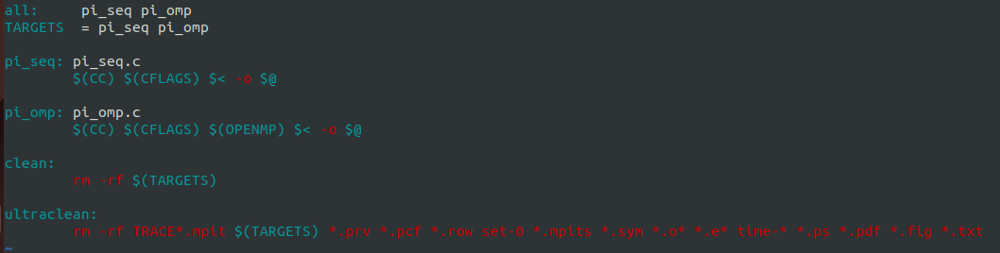 all:     pi_seq pi_omp
TARGETS  = pi_seq pi_omp
pi_seq: pi_seq.c
        $(CC) $(CFLAGS) $< -o $@
pi_omp: pi_omp.c
        $(CC) $(CFLAGS) $(OPENMP) $< -o $@
clean:
        rm -rf $(TARGETS)
ultraclean:
        rm -rf TRACE*.mpit $(TARGETS) *.prv *.pcf *.row set-0 *.mpits *.sym *.o* *.e* time-* *.ps *.pdf *.fig *.txt
~